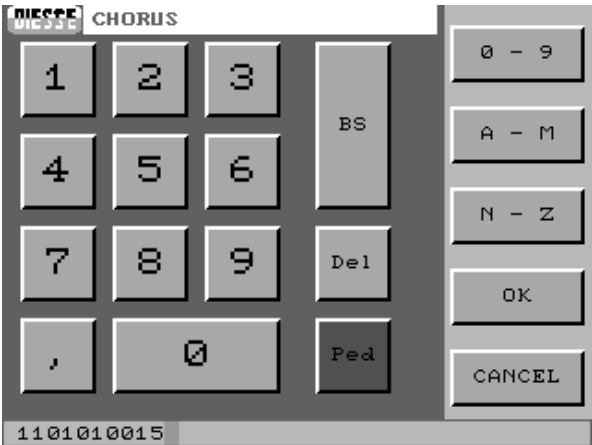 DIESSE CHORUS
1 2 3 BS
4 5 6
7 8 9 Del
, 0 Ped
0 - 9
A - M
N - Z
OK
CANCEL
1101010015